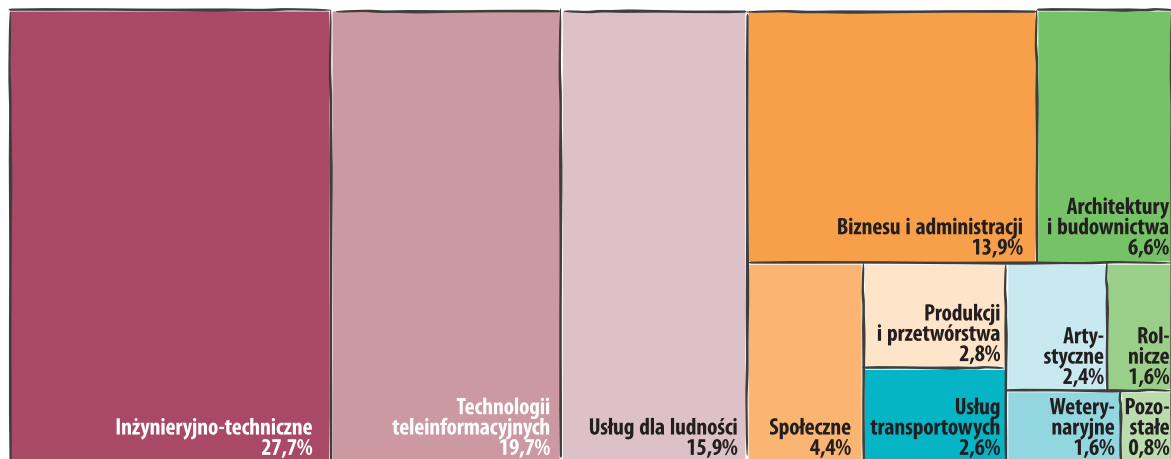 Inżynieryjno-techniczne
27,7%
Technologii
teleinformacyjnych
19,7%
Usług dla ludności
15,9%
Biznesu i administracji
13,9%
Architektury
i budownictwa
6,6%
Społeczne
4,4%
Produkcji
i przetwórstwa
2,8%
Usług
transportowych
2,6%
Arty-
styczne
2,4%
Rol-
nicze
1,6%
Wetery-
naryjne
1,6%
Pozo-
stałe
0,8%